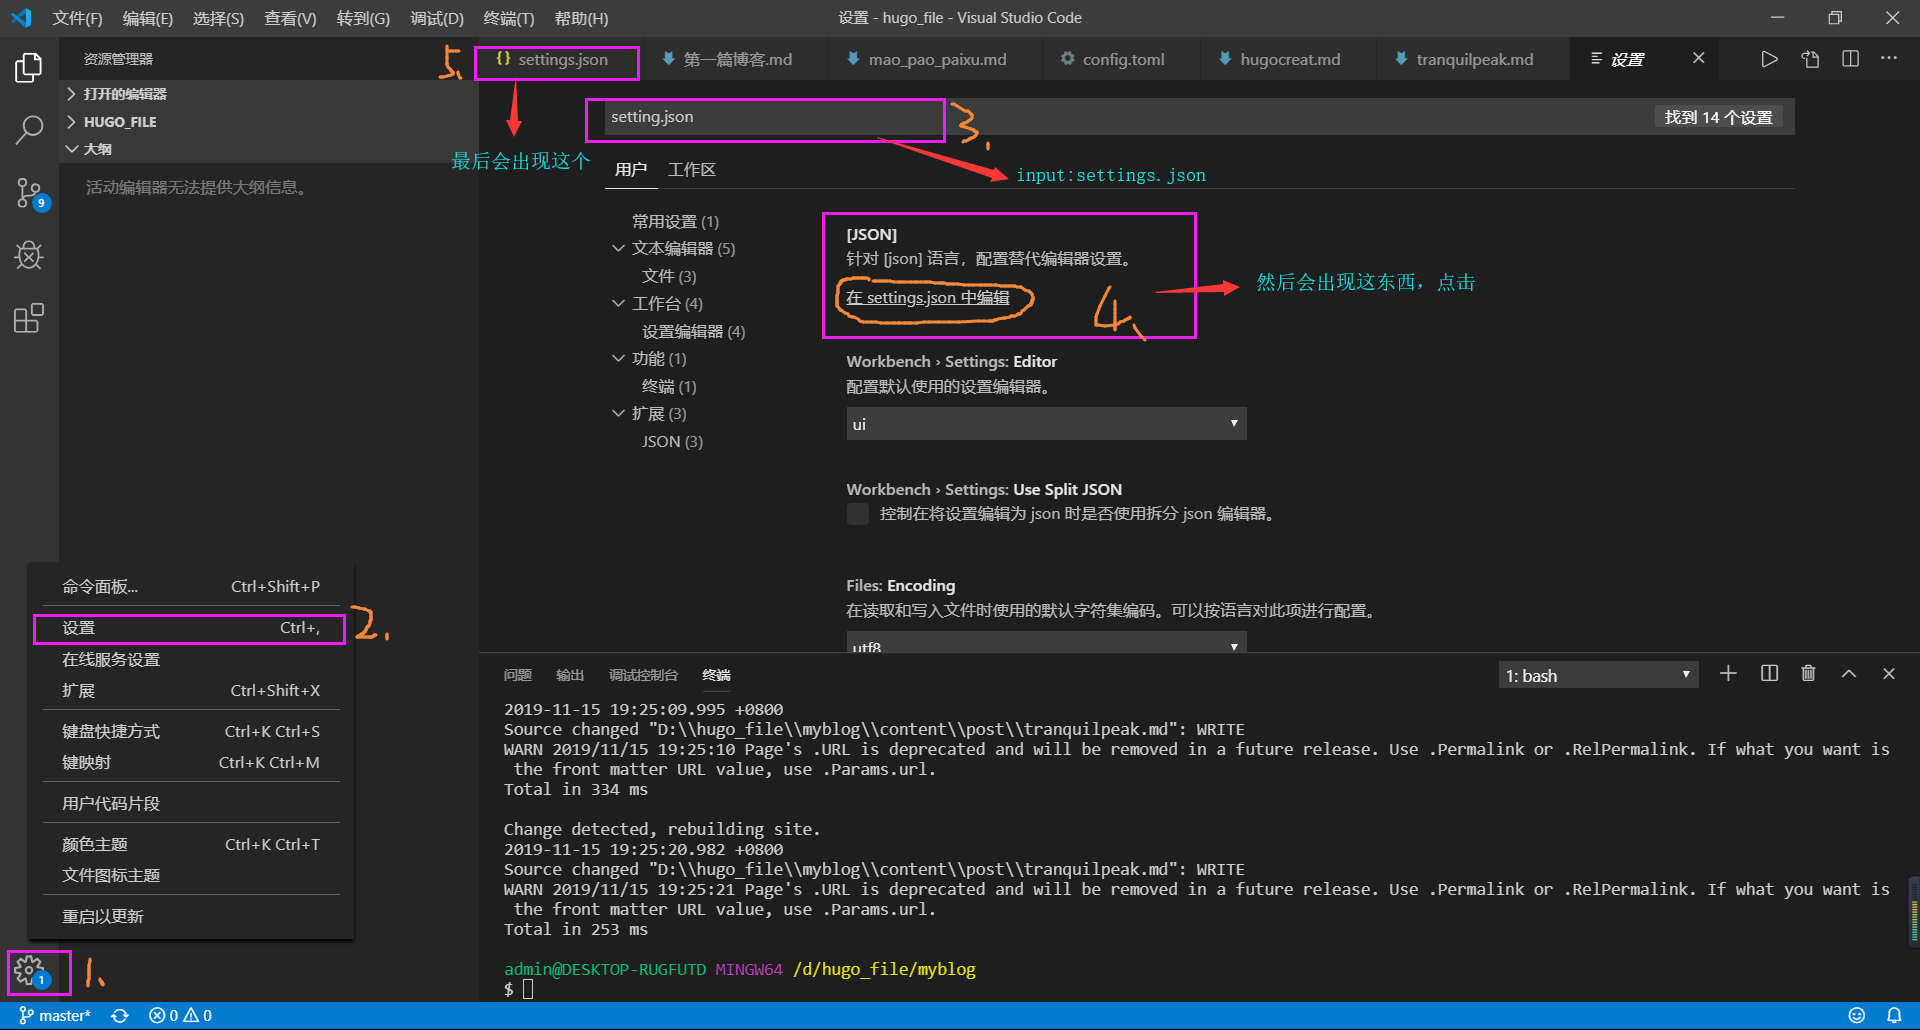 文件(F) 编辑(E) 选择(S) 查看(V) 转到(G) 调试(D) 终端(T) 帮助(H) 设置 - hugo_file - Visual Studio Code
资源管理器
5. {} settings.json 第一篇博客.md mao_pao_paixu.md config.toml hugocreat.md tranquilpeak.md 设置
打开的编辑器
HUGO_FILE
大纲
活动编辑器无法提供大纲信息。
9
setting.json 3. 找到 14 个设置
最后会出现这个
用户 工作区
input:settings.json
常用设置 (1)
文本编辑器 (5)
文件 (3)
工作台 (4)
设置编辑器 (4)
功能 (1)
终端 (1)
扩展 (3)
JSON (3)
[JSON]
针对 [json] 语言，配置替代编辑器设置。
在 settings.json 中编辑
4、
然后会出现这东西，点击
Workbench › Settings: Editor
配置默认使用的设置编辑器。
ui
Workbench › Settings: Use Split JSON
控制在将设置编辑为 json 时是否使用拆分 json 编辑器。
Files: Encoding
在读取和写入文件时使用的默认字符集编码。可以按语言对此项进行配置。
utf8
命令面板... Ctrl+Shift+P
设置 Ctrl+, 2.
在线服务设置
扩展 Ctrl+Shift+X
键盘快捷方式 Ctrl+K Ctrl+S
键映射 Ctrl+K Ctrl+M
用户代码片段
颜色主题 Ctrl+K Ctrl+T
文件图标主题
重启以更新
1 1、
问题 输出 调试控制台 终端 1: bash
2019-11-15 19:25:09.995 +0800
Source changed "D:\\hugo_file\\myblog\\content\\post\\tranquilpeak.md": WRITE
WARN 2019/11/15 19:25:10 Page's .URL is deprecated and will be removed in a future release. Use .Permalink or .RelPermalink. If what you want is
the front matter URL value, use .Params.url.
Total in 334 ms
Change detected, rebuilding site.
2019-11-15 19:25:20.982 +0800
Source changed "D:\\hugo_file\\myblog\\content\\post\\tranquilpeak.md": WRITE
WARN 2019/11/15 19:25:21 Page's .URL is deprecated and will be removed in a future release. Use .Permalink or .RelPermalink. If what you want is
the front matter URL value, use .Params.url.
Total in 253 ms
admin@DESKTOP-RUGFUTD MINGW64 /d/hugo_file/myblog
$
master* 0 0